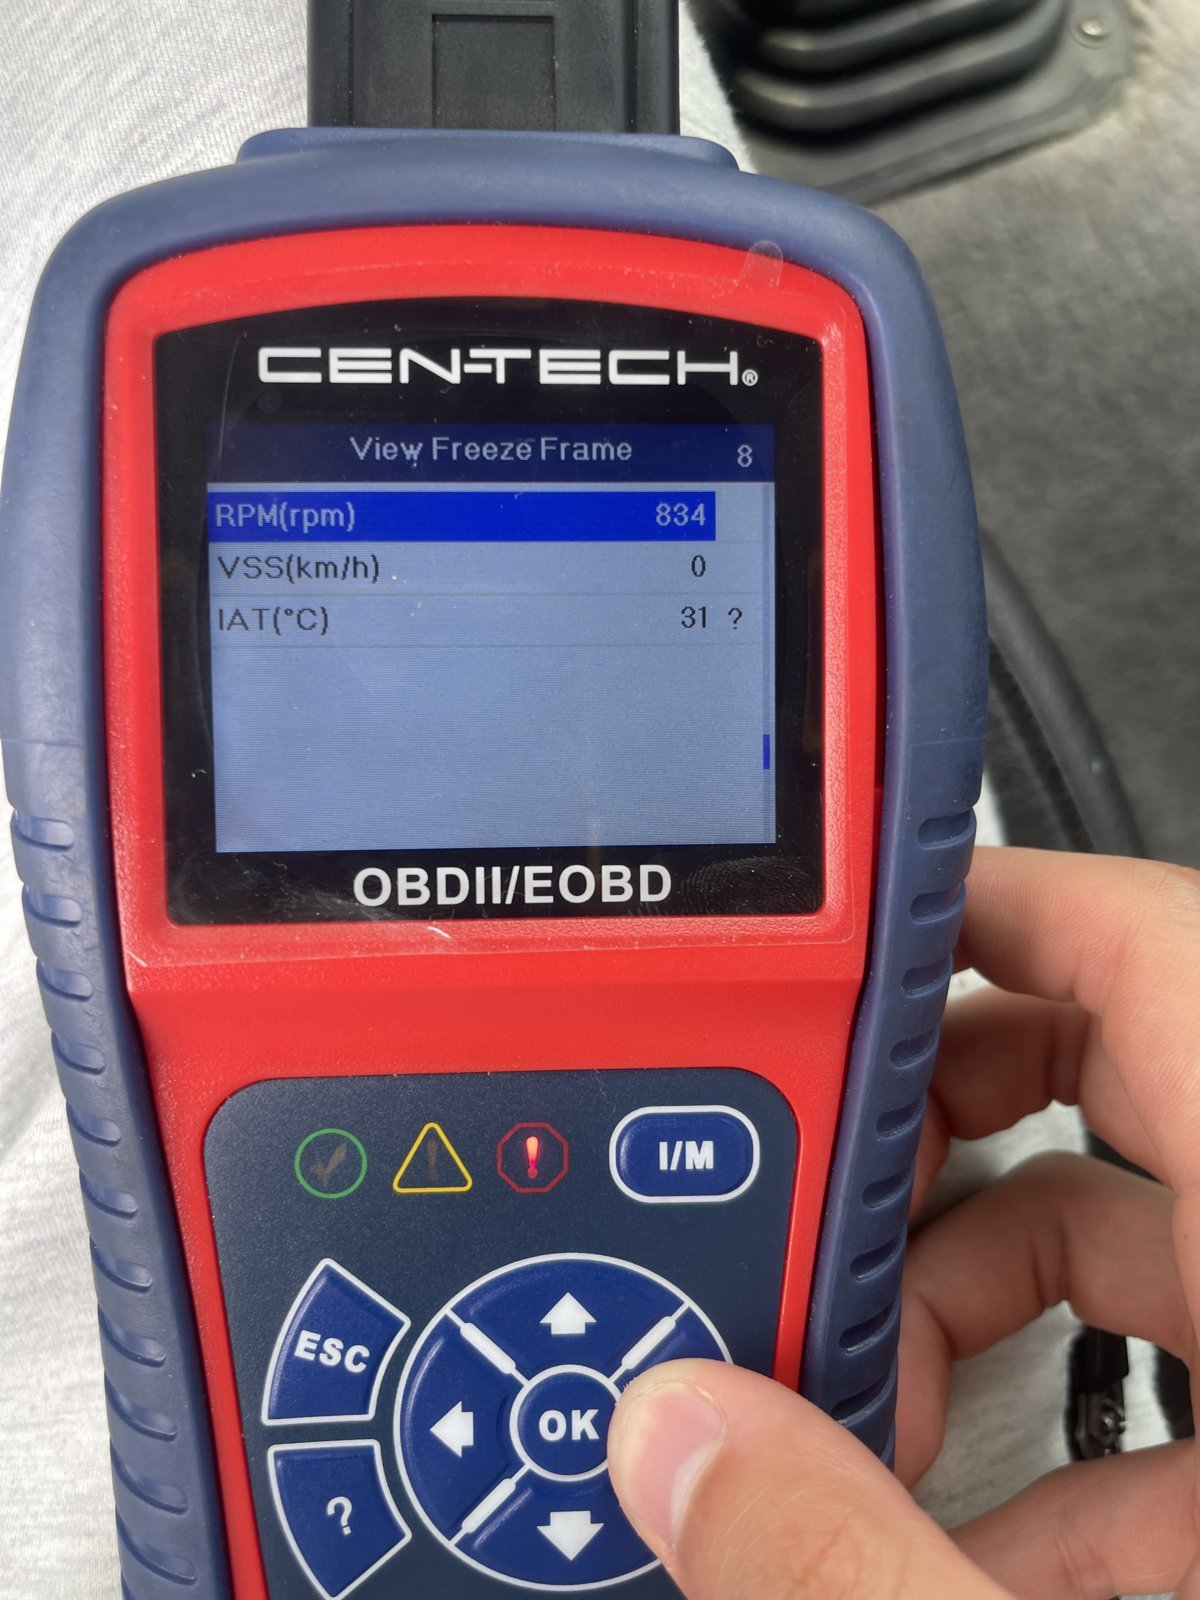 CEN-TECH®
View Freeze Frame 8
RPM(rpm) 834
VSS(km/h) 0
IAT(°C) 31 ?
OBDII/EOBD
I/M
ESC
OK
?